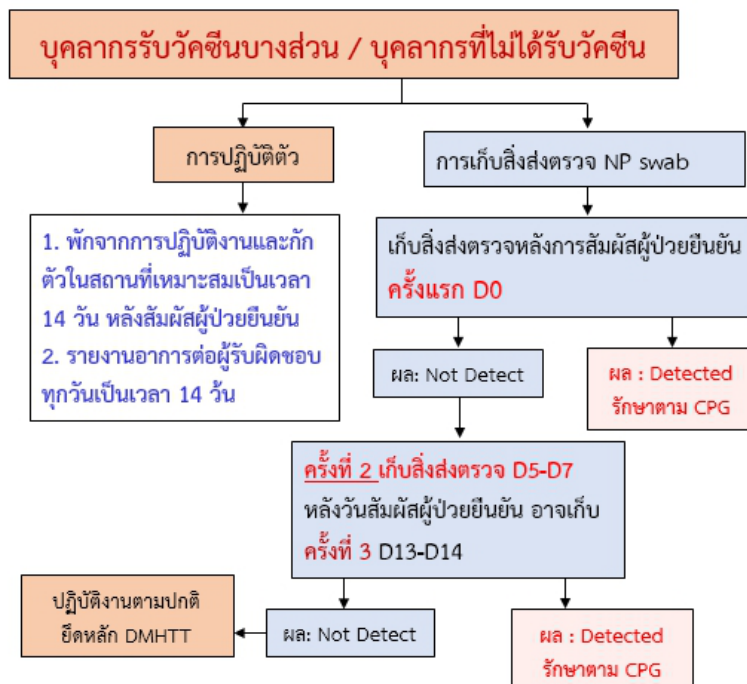 บุคลากรรับวัคซีนบางส่วน / บุคลากรที่ไม่ได้รับวัคซีน
การปฏิบัติตัว
การเก็บสิ่งส่งตรวจ NP swab
1. พักจากการปฏิบัติงานและกัก
ตัวในสถานที่เหมาะสมเป็นเวลา
14 วัน หลังสัมผัสผู้ป่วยยืนยัน
2. รายงานอาการต่อผู้รับผิดชอบ
ทุกวันเป็นเวลา 14 ว้น
เก็บสิ่งส่งตรวจหลังการสัมผัสผู้ป่วยยืนยัน
ครั้งแรก D0
ผล: Not Detect
ผล : Detected
รักษาตาม CPG
ครั้งที่ 2 เก็บสิ่งส่งตรวจ D5-D7
หลังวันสัมผัสผู้ป่วยยืนยัน อาจเก็บ
ครั้งที่ 3 D13-D14
ปฏิบัติงานตามปกติ
ยึดหลัก DMHTT
ผล: Not Detect
ผล : Detected
รักษาตาม CPG